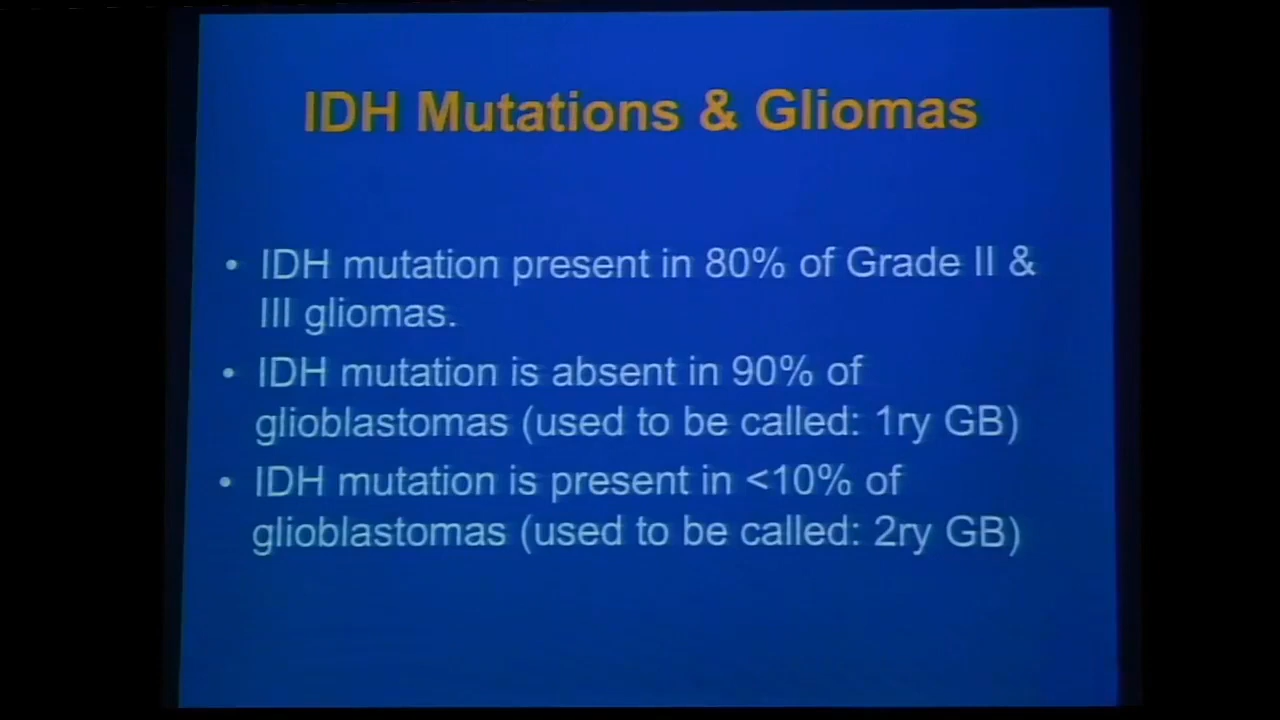 IDH Mutations & Gliomas
• IDH mutation present in 80% of Grade II &
III gliomas.
• IDH mutation is absent in 90% of
glioblastomas (used to be called: 1ry GB)
• IDH mutation is present in <10% of
glioblastomas (used to be called: 2ry GB)